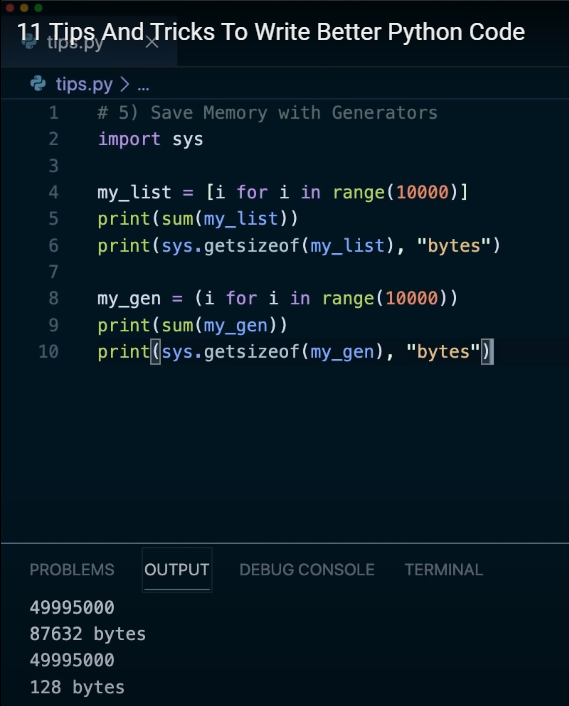 11 Tips And Tricks To Write Better Python Code
tips.py
tips.py > ...
1 # 5) Save Memory with Generators
2 import sys
3
4 my_list = [i for i in range(10000)]
5 print(sum(my_list))
6 print(sys.getsizeof(my_list), "bytes")
7
8 my_gen = (i for i in range(10000))
9 print(sum(my_gen))
10 print(sys.getsizeof(my_gen), "bytes")
PROBLEMS OUTPUT DEBUG CONSOLE TERMINAL
49995000
87632 bytes
49995000
128 bytes